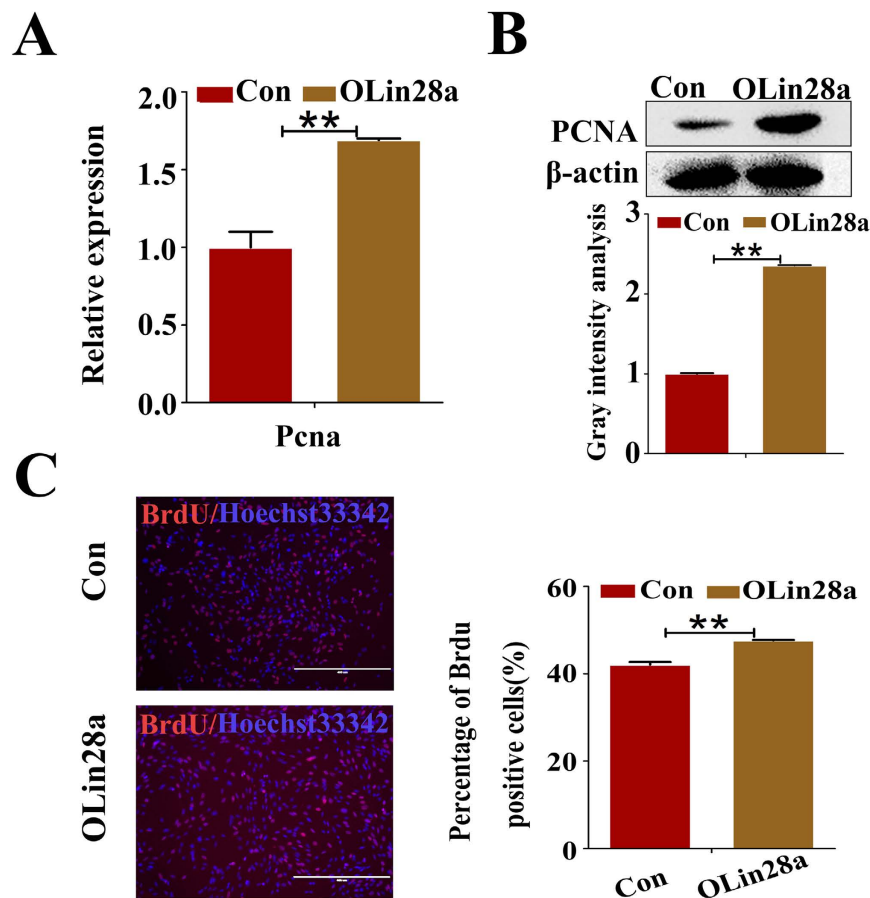 A
Con OLin28a
2.0
1.5
1.0
0.5
0.0
Relative expression
**
Pcna
B
Con OLin28a
PCNA
β-actin
Con OLin28a
3
2
1
0
Gray intensity analysis
**
C
Con
BrdU/Hoechst33342
OLin28a
BrdU/Hoechst33342
Con OLin28a
60
40
20
0
Percentage of Brdu
positive cells(%)
**
Con
OLin28a